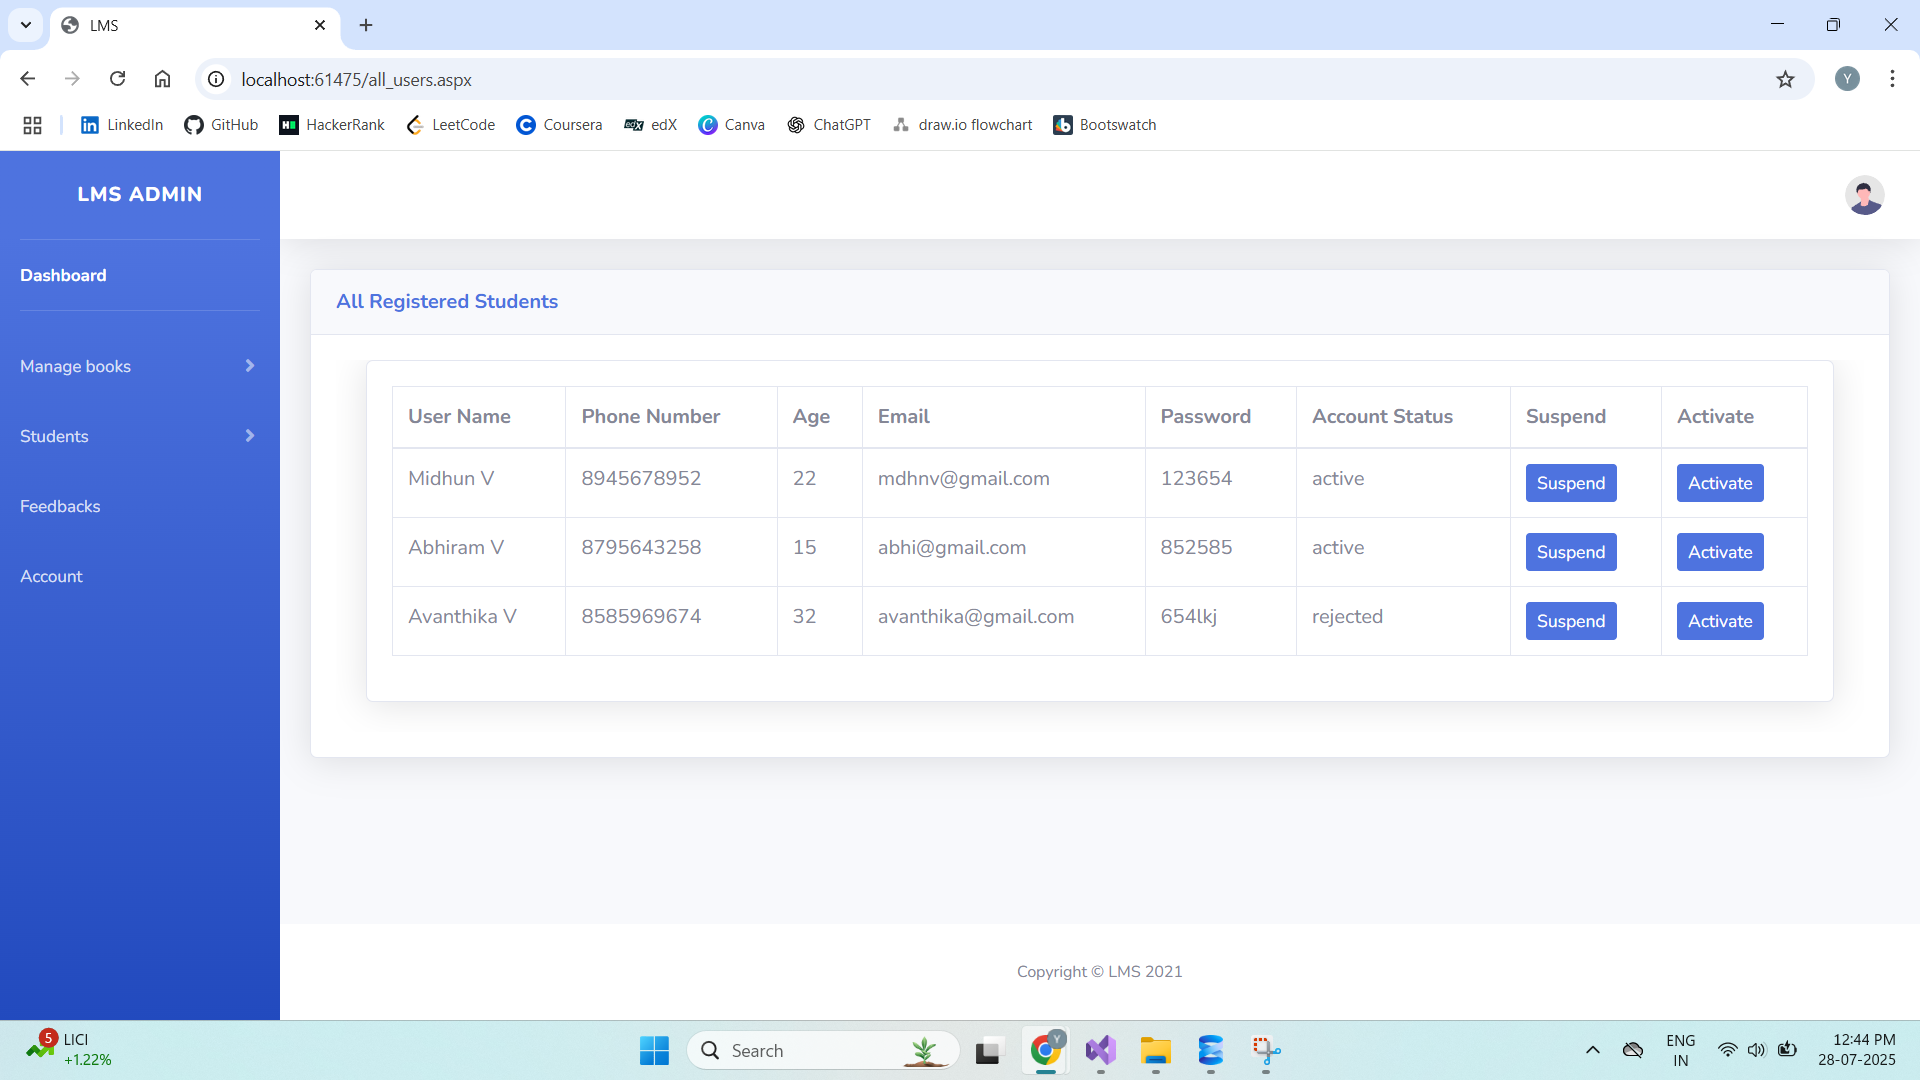 LMS
localhost:61475/all_users.aspx
Y
LinkedIn GitHub HackerRank LeetCode Coursera edX Canva ChatGPT draw.io flowchart Bootswatch
LMS ADMIN
Dashboard
Manage books
Students
Feedbacks
Account
All Registered Students
User Name Phone Number Age Email Password Account Status Suspend Activate
Midhun V 8945678952 22 mdhnv@gmail.com 123654 active Suspend Activate
Abhiram V 8795643258 15 abhi@gmail.com 852585 active Suspend Activate
Avanthika V 8585969674 32 avanthika@gmail.com 654lkj rejected Suspend Activate
Copyright © LMS 2021
5 LICI
+1.22%
Search
Y
ENG
IN
12:44 PM
28-07-2025